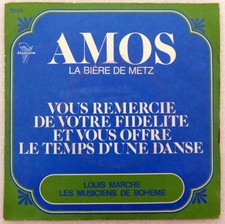 AMOS
LA BIÈRE DE METZ
VOUS REMERCIE
DE VOTRE FIDELITE
ET VOUS OFFRE
LE TEMPS D'UNE DANSE
LOUIS MARCHE
LES MUSICIENS DE BOHEME